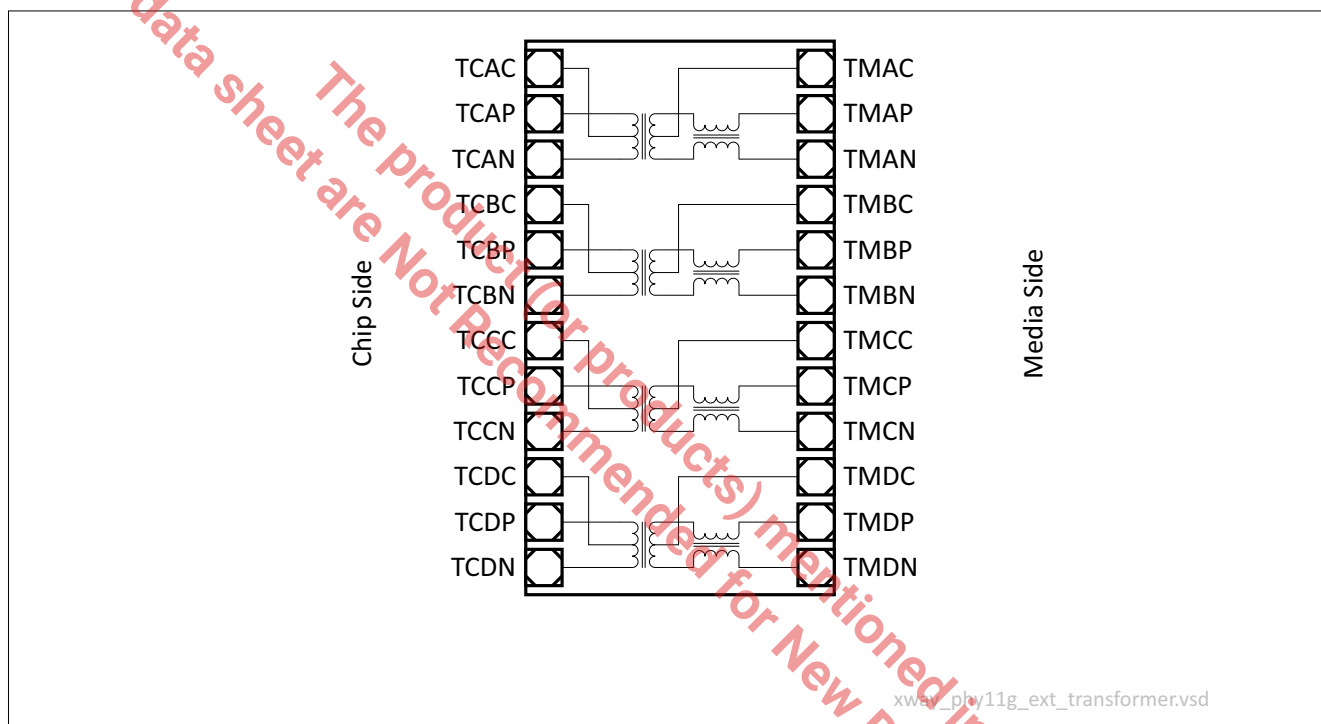 data sheet are Not Recommended for New
The product (or products) mentioned in
Chip Side
TCAC
TCAP
TCAN
TCBC
TCBP
TCBN
TCCC
TCCP
TCCN
TCDC
TCDP
TCDN
TMAC
TMAP
TMAN
TMBC
TMBP
TMBN
TMCC
TMCP
TMCN
TMDC
TMDP
TMDN
Media Side
xway_phy11g_ext_transformer.vsd